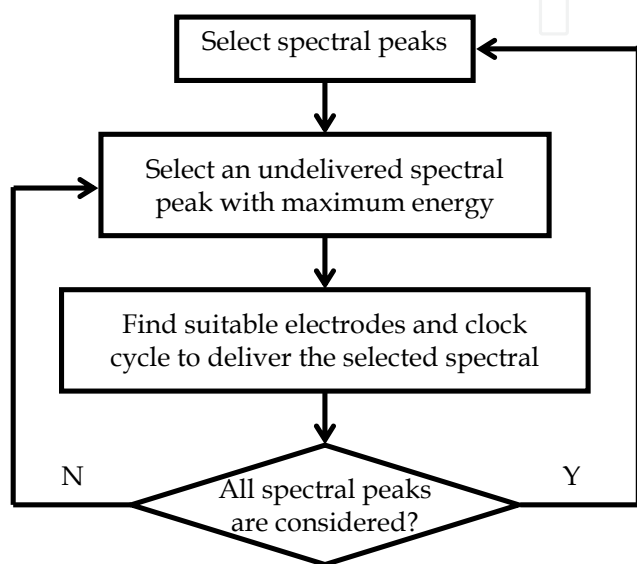 Select spectral peaks
Select an undelivered spectral
peak with maximum energy
Find suitable electrodes and clock
cycle to deliver the selected spectral
N
Y
All spectral peaks
are considered?